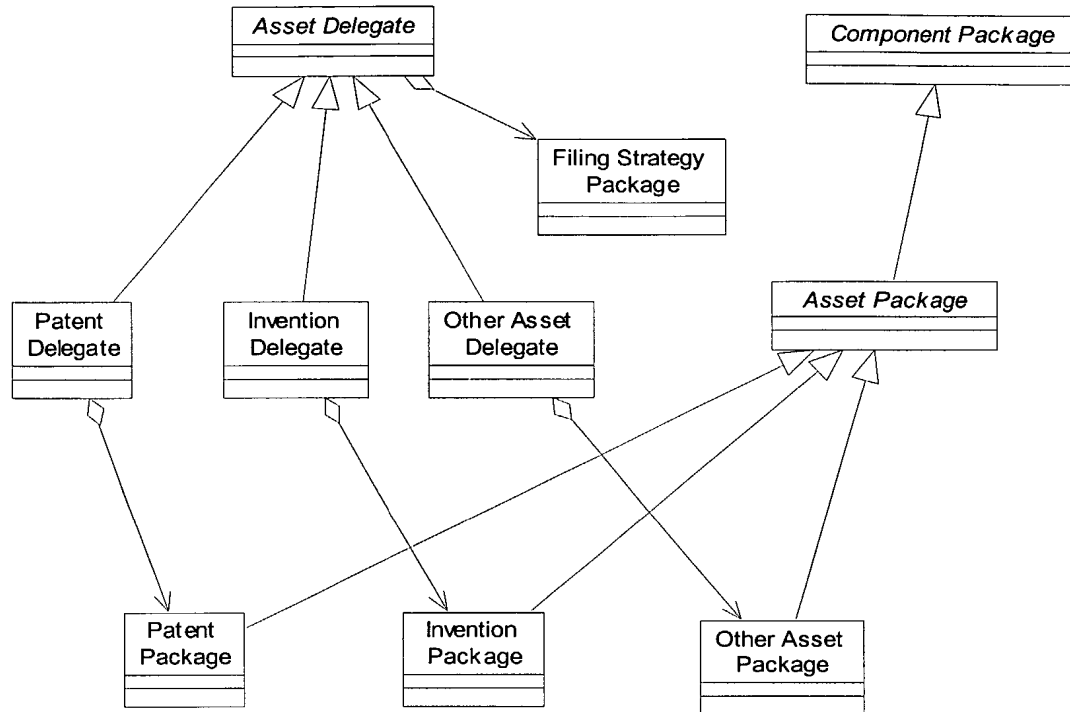 Asset Delegate
Component Package
Filing Strategy
Package
Asset Package
Patent
Delegate
Invention
Delegate
Other Asset
Delegate
Patent
Package
Invention
Package
Other Asset
Package